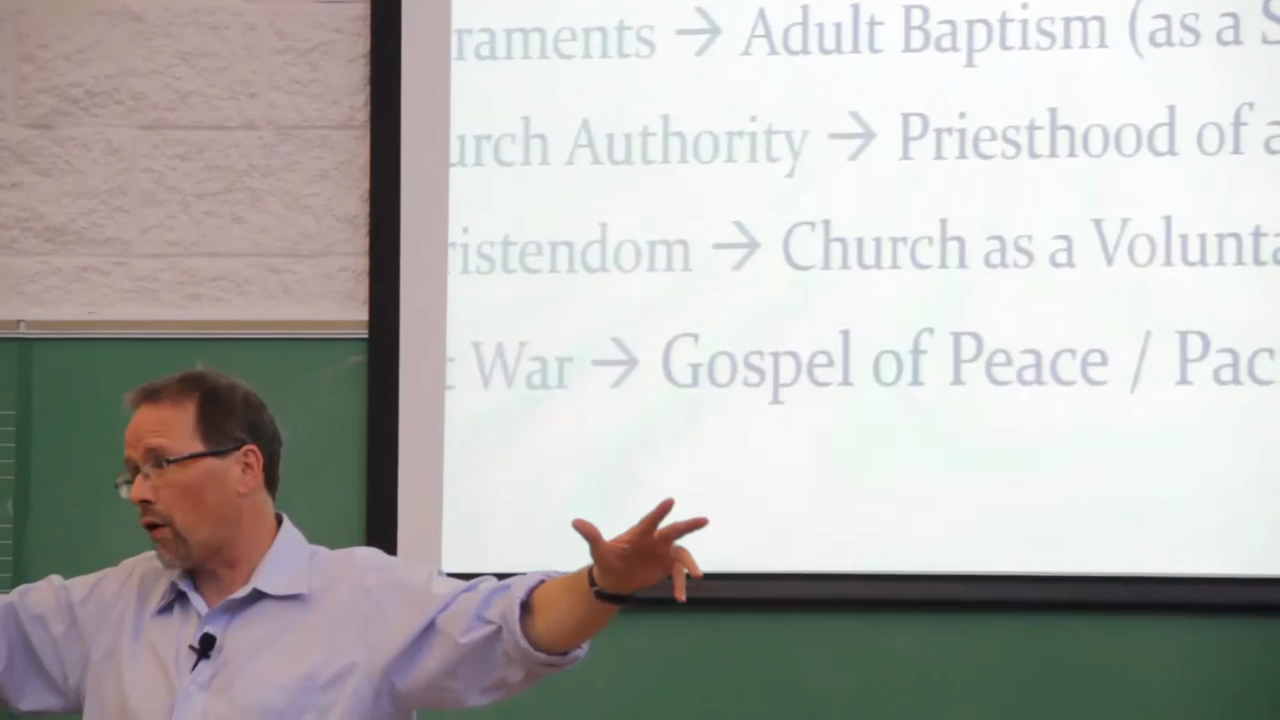 raments → Adult Baptism (as a S
urch Authority → Priesthood of a
ristendom → Church as a Volunta
t War → Gospel of Peace / Pac